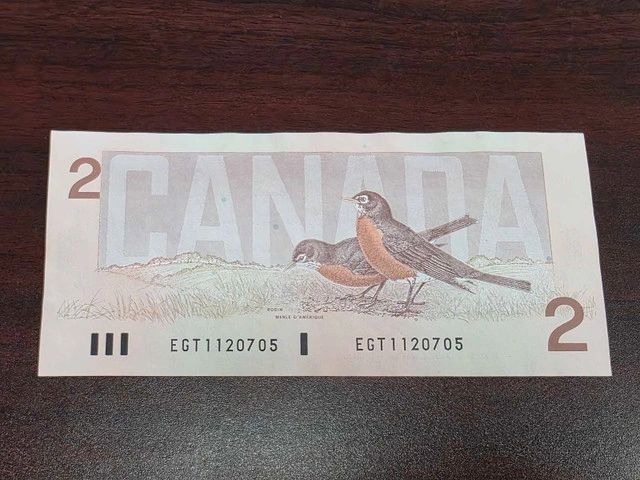 2
CANADA
ROBIN
MERLE D'AMÉRIQUE
2
EGT1120705 EGT1120705